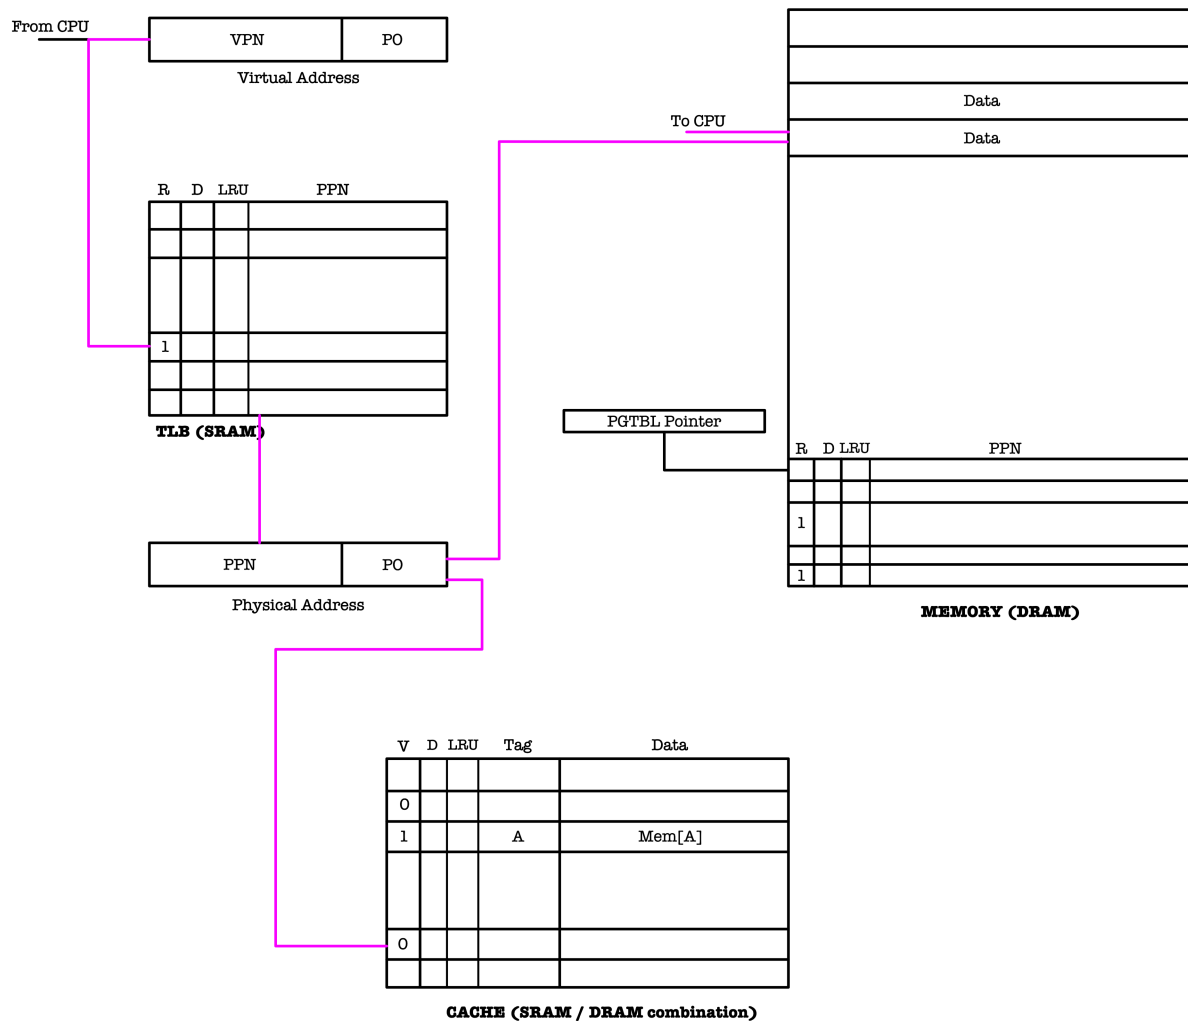 From CPU
VPN PO
Virtual Address
Data
To CPU
Data
R D LRU PPN
1
TLB (SRAM)
PGTBL Pointer
R D LRU PPN
1
1
MEMORY (DRAM)
PPN PO
Physical Address
V D LRU Tag Data
0
1 A Mem[A]
0
CACHE (SRAM / DRAM combination)